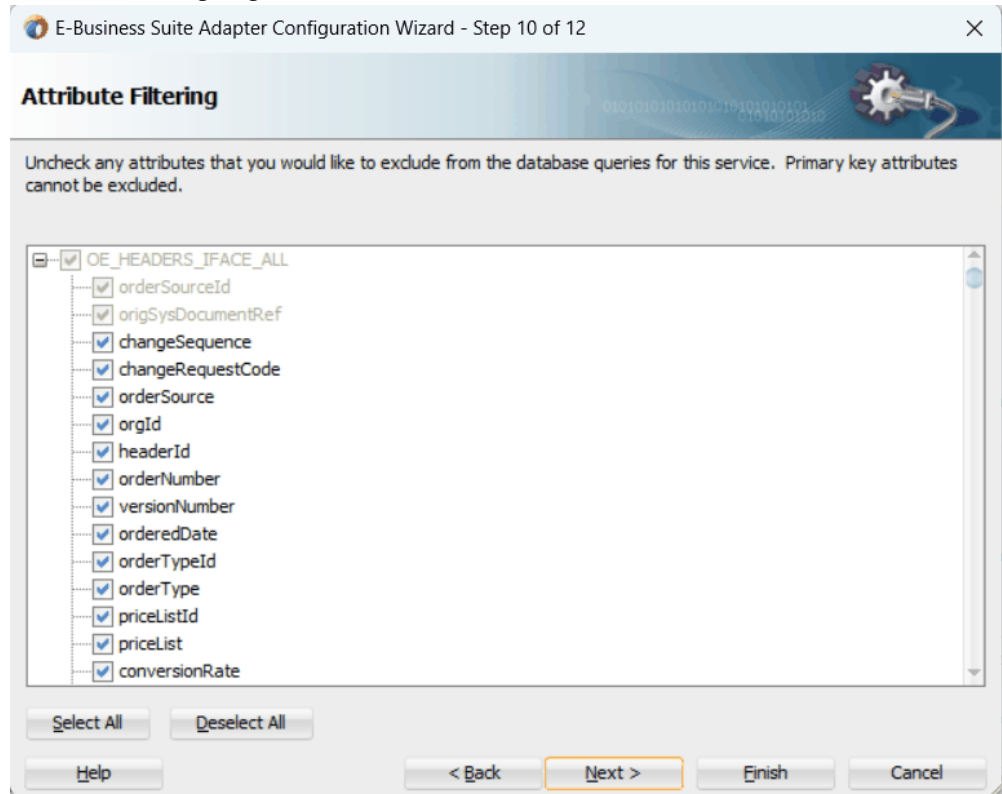 E-Business Suite Adapter Configuration Wizard - Step 10 of 12
Attribute Filtering
Uncheck any attributes that you would like to exclude from the database queries for this service. Primary key attributes
cannot be excluded.
OE_HEADERS_IFACE_ALL
orderSourceId
origSysDocumentRef
changeSequence
changeRequestCode
orderSource
orgId
headerId
orderNumber
versionNumber
orderedDate
orderTypeId
orderType
priceListId
priceList
conversionRate
Select All Deselect All
Help < Back Next > Finish Cancel